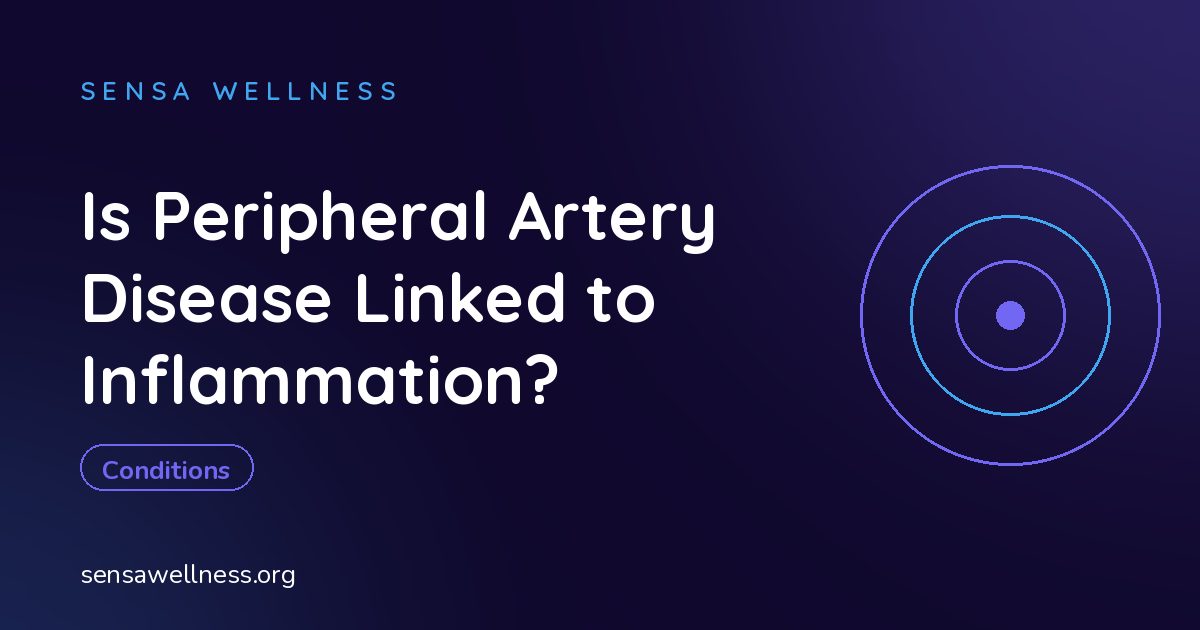 SENSA WELLNESS
Is Peripheral Artery
Disease Linked to
Inflammation?
Conditions
sensawellness.org